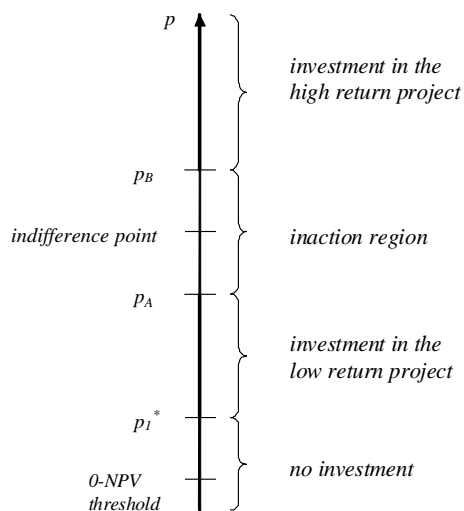 p
investment in the
high return project
p_B
indifference point
inaction region
p_A
investment in the
low return project
p_1*
no investment
0-NPV
threshold